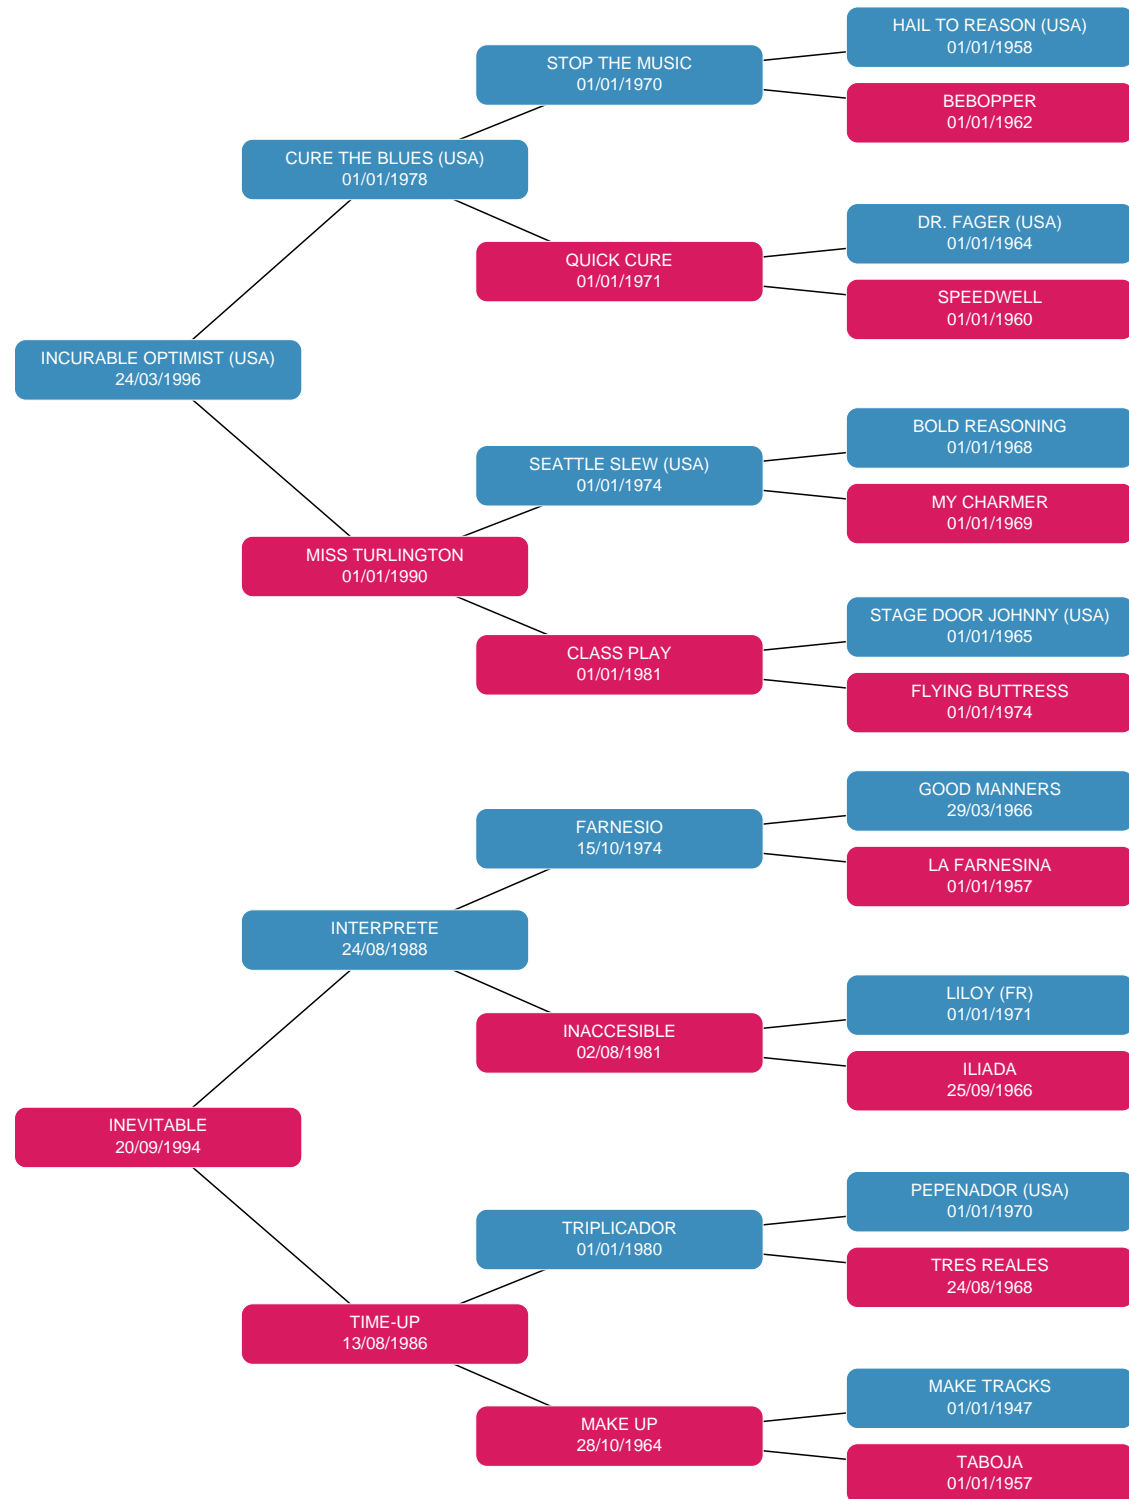 HAIL TO REASON (USA)
01/01/1958
STOP THE MUSIC
01/01/1970
BEBOPPER
01/01/1962
CURE THE BLUES (USA)
01/01/1978
DR. FAGER (USA)
01/01/1964
QUICK CURE
01/01/1971
SPEEDWELL
01/01/1960
INCURABLE OPTIMIST (USA)
24/03/1996
BOLD REASONING
01/01/1968
SEATTLE SLEW (USA)
01/01/1974
MY CHARMER
01/01/1969
MISS TURLINGTON
01/01/1990
STAGE DOOR JOHNNY (USA)
01/01/1965
CLASS PLAY
01/01/1981
FLYING BUTTRESS
01/01/1974
GOOD MANNERS
29/03/1966
FARNESIO
15/10/1974
LA FARNESINA
01/01/1957
INTERPRETE
24/08/1988
LILOY (FR)
01/01/1971
INACCESIBLE
02/08/1981
ILIADA
25/09/1966
INEVITABLE
20/09/1994
PEPENADOR (USA)
01/01/1970
TRIPLICADOR
01/01/1980
TRES REALES
24/08/1968
TIME-UP
13/08/1986
MAKE TRACKS
01/01/1947
MAKE UP
28/10/1964
TABOJA
01/01/1957